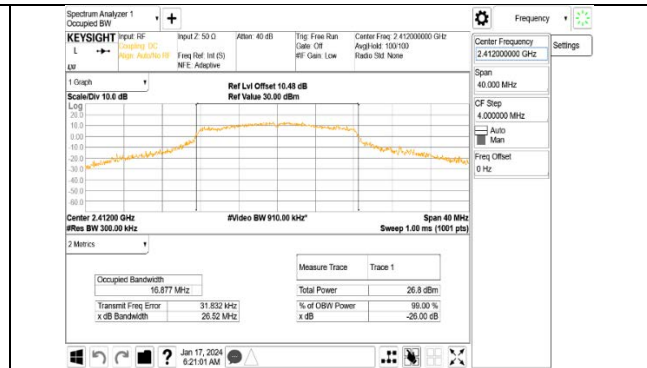 Spectrum Analyzer 1
Occupied BW
Frequency
KEYSIGHT
L
Input: RF
Coupling: DC
Align: Auto/No RF
Input Z: 50 Ω
Freq Ref: Int (S)
NFE: Adaptive
Atten: 40 dB
Trig: Free Run
Gate: Off
#IF Gain: Low
Center Freq: 2.412000000 GHz
Avg|Hold: 100/100
Radio Std: None
Center Frequency
2.412000000 GHz
Settings
Span
40.000 MHz
CF Step
4.000000 MHz
Auto
Man
Freq Offset
0 Hz
1 Graph
Scale/Div 10.0 dB
Ref Lvl Offset 10.48 dB
Ref Value 30.00 dBm
Log
20.0
10.0
0.00
-10.0
-20.0
-30.0
-40.0
-50.0
-60.0
Center 2.41200 GHz
#Res BW 300.00 kHz
#Video BW 910.00 kHz*
Span 40 MHz
Sweep 1.00 ms (1001 pts)
2 Metrics
Occupied Bandwidth
16.877 MHz
Transmit Freq Error 31.832 kHz
x dB Bandwidth 26.52 MHz
Measure Trace Trace 1
Total Power 26.8 dBm
% of OBW Power 99.00 %
x dB -26.00 dB
Jan 17, 2024
6:21:01 AM